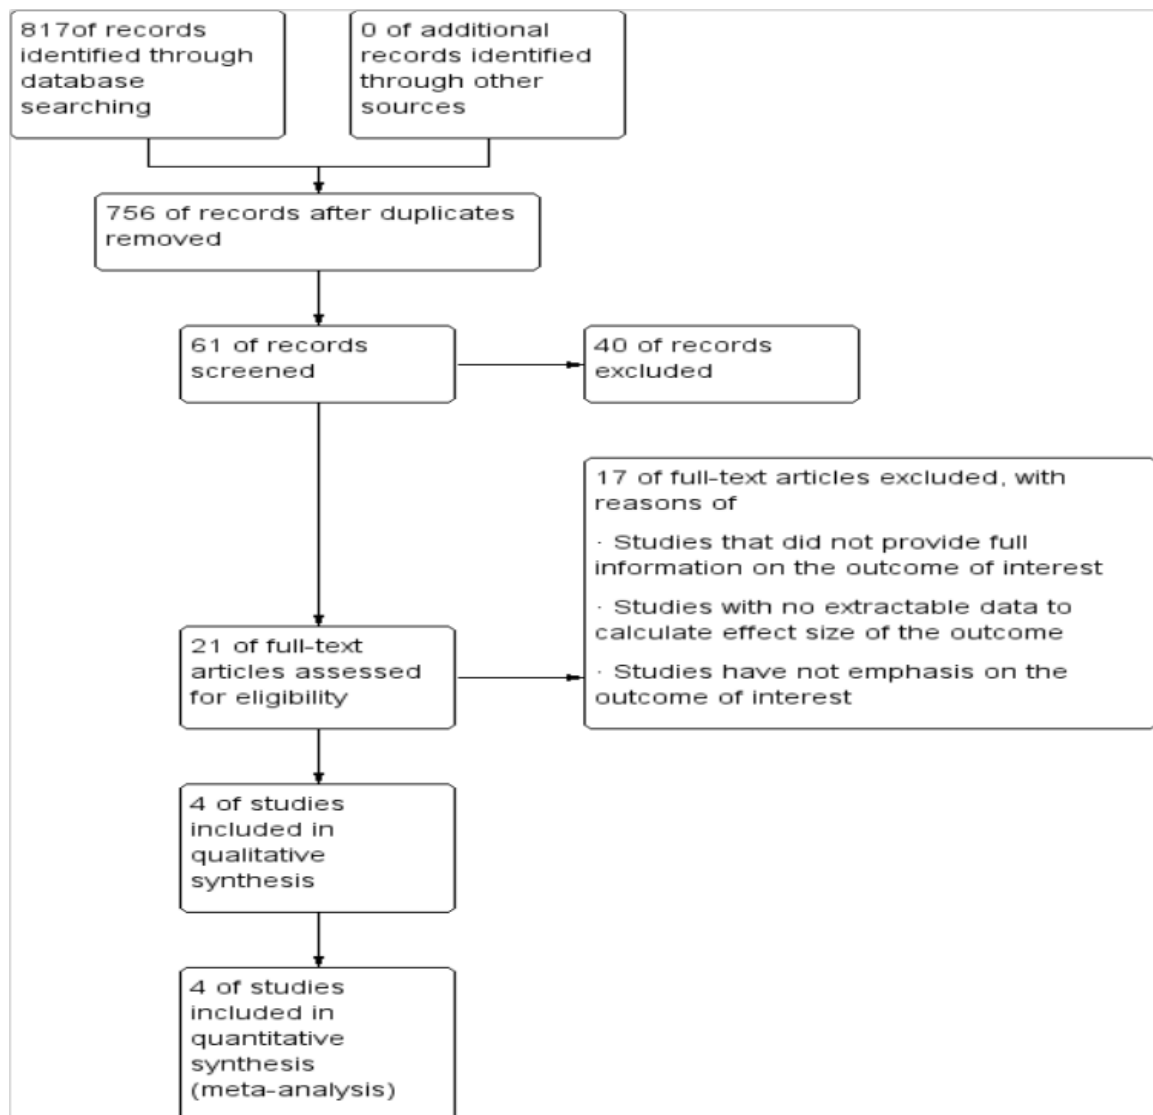 817of records
identified through
database
searching
0 of additional
records identified
through other
sources
756 of records after duplicates
removed
61 of records
screened
40 of records
excluded
17 of full-text articles excluded, with
reasons of
· Studies that did not provide full
information on the outcome of interest
· Studies with no extractable data to
calculate effect size of the outcome
· Studies have not emphasis on the
outcome of interest
21 of full-text
articles assessed
for eligibility
4 of studies
included in
qualitative
synthesis
4 of studies
included in
quantitative
synthesis
(meta-analysis)